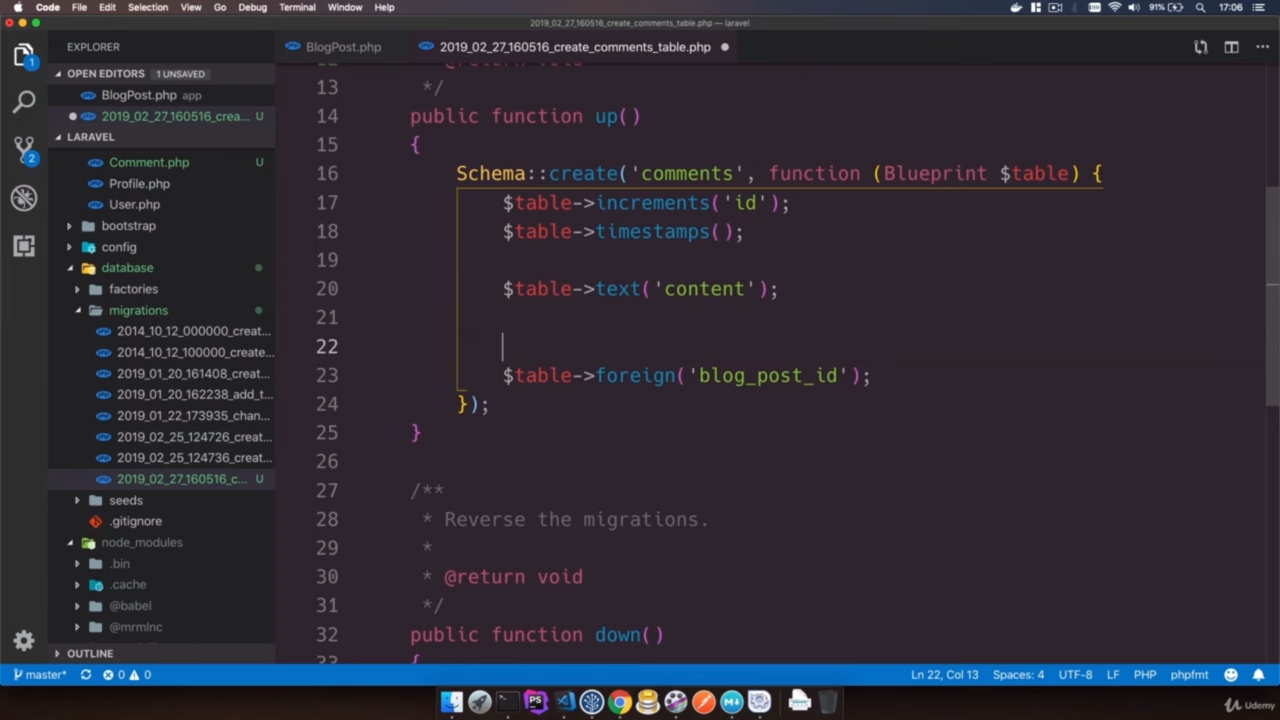 Code File Edit Selection View Go Debug Terminal Window Help 91% 17:06
2019_02_27_160516_create_comments_table.php — laravel
EXPLORER
BlogPost.php
2019_02_27_160516_create_comments_table.php
OPEN EDITORS 1 UNSAVED
BlogPost.php app
2019_02_27_160516_crea... U
LARAVEL
Comment.php U
Profile.php
User.php
bootstrap
config
database
factories
migrations
2014_10_12_000000_creat...
2014_10_12_100000_create...
2019_01_20_161408_creat...
2019_01_20_162238_add_t...
2019_01_22_173935_chan...
2019_02_25_124726_creat...
2019_02_25_124736_creat...
2019_02_27_160516_c... U
seeds
.gitignore
node_modules
.bin
.cache
@babel
@mrmlnc
OUTLINE
12 * @return void
13 */
14 public function up()
15 {
16 Schema::create('comments', function (Blueprint $table) {
17 $table->increments('id');
18 $table->timestamps();
19
20 $table->text('content');
21
22
23 $table->foreign('blog_post_id');
24 });
25 }
26
27 /**
28 * Reverse the migrations.
29 *
30 * @return void
31 */
32 public function down()
33 {
master* 0 0 Ln 22, Col 13 Spaces: 4 UTF-8 LF PHP phpfmt
PS
M+
Udemy